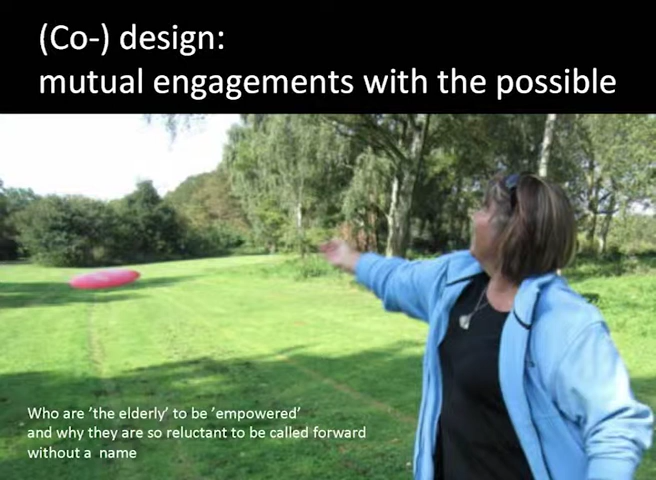 (Co-) design:
mutual engagements with the possible
Who are ’the elderly’ to be ’empowered’
and why they are so reluctant to be called forward
without a name